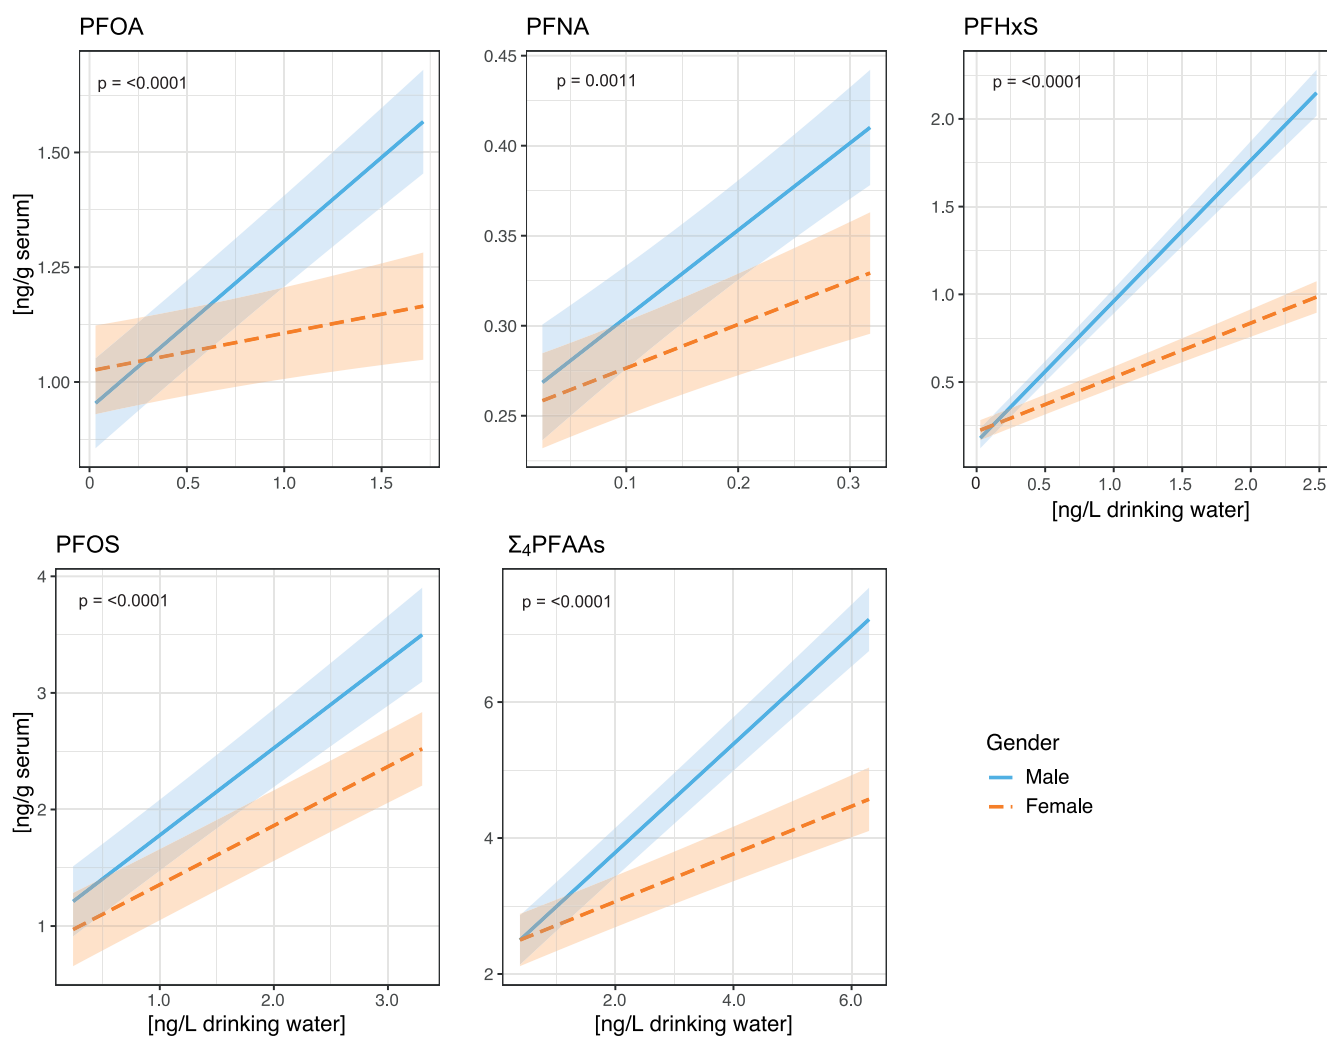 PFOA
PFNA
PFHxS
p = <0.0001
p = 0.0011
p = <0.0001
[ng/g serum]
1.50
1.25
1.00
0.45
0.40
0.35
0.30
0.25
2.0
1.5
1.0
0.5
0 0.5 1.0 1.5
0.1 0.2 0.3
0 0.5 1.0 1.5 2.0 2.5
[ng/L drinking water]
PFOS
Σ₄PFAAs
p = <0.0001
p = <0.0001
[ng/g serum]
4
3
2
1
6
4
2
1.0 2.0 3.0
2.0 4.0 6.0
[ng/L drinking water]
[ng/L drinking water]
Gender
Male
Female